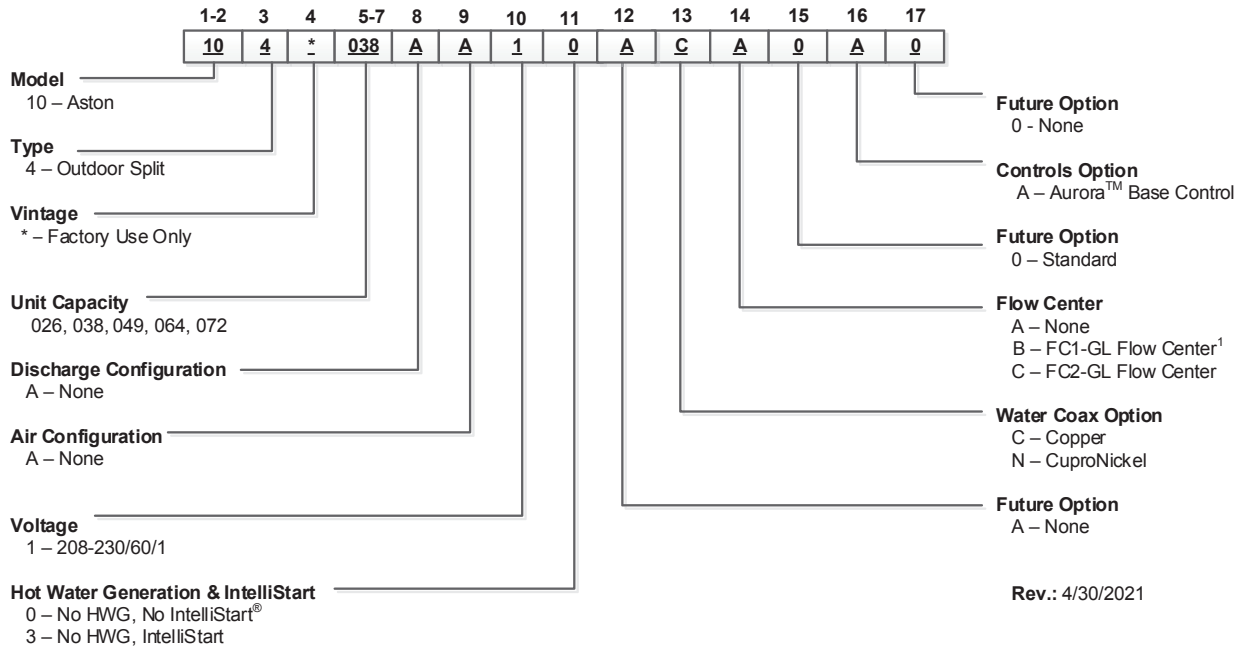 1-2 3 4 5-7 8 9 10 11 12 13 14 15 16 17
10 4 * 038 A A 1 0 A C A 0 A 0
Model
10 – Aston
Type
4 – Outdoor Split
Vintage
* – Factory Use Only
Unit Capacity
026, 038, 049, 064, 072
Discharge Configuration
A – None
Air Configuration
A – None
Voltage
1 – 208-230/60/1
Hot Water Generation & IntelliStart
0 – No HWG, No IntelliStart®
3 – No HWG, IntelliStart
Future Option
0 - None
Controls Option
A – Aurora™ Base Control
Future Option
0 – Standard
Flow Center
A – None
B – FC1-GL Flow Center¹
C – FC2-GL Flow Center
Water Coax Option
C – Copper
N – CuproNickel
Future Option
A – None
Rev.: 4/30/2021